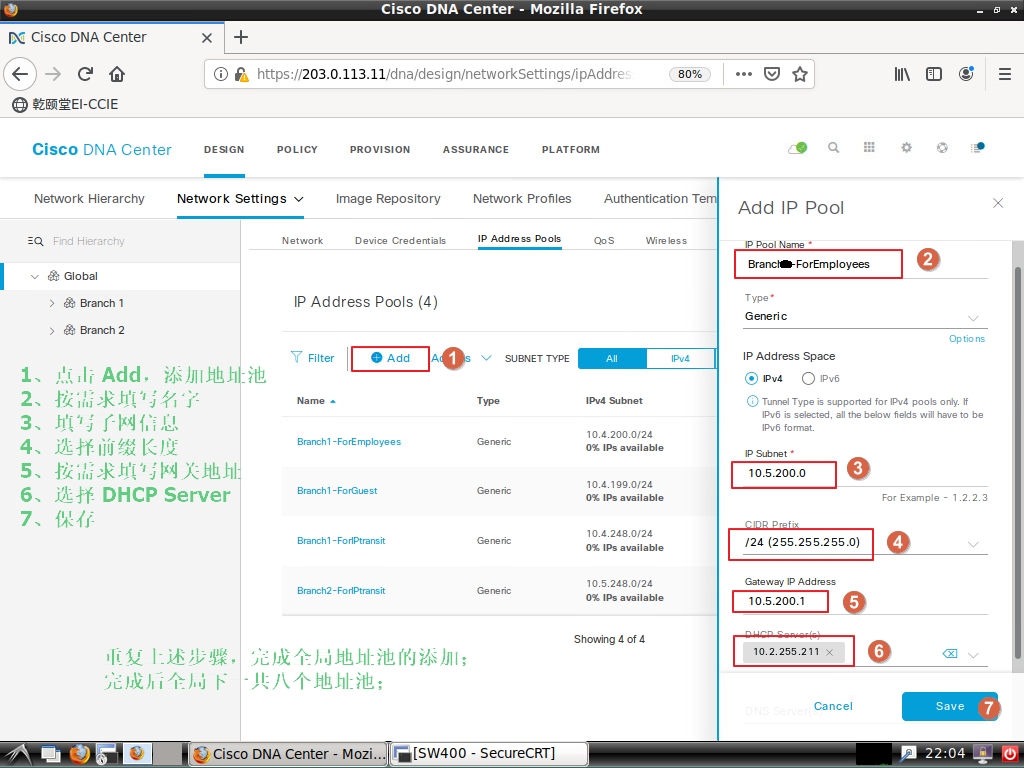 Cisco DNA Center - Mozilla Firefox
Cisco DNA Center
https://203.0.113.11/dna/design/networkSettings/ipAddres 80%
乾颐堂EI-CCIE
Cisco DNA Center DESIGN POLICY PROVISION ASSURANCE PLATFORM
Network Hierarchy Network Settings Image Repository Network Profiles Authentication Tem
Find Hierarchy
Global
Branch 1
Branch 2
Network Device Credentials IP Address Pools QoS Wireless
IP Address Pools (4)
Filter Add 1 SUBNET TYPE All IPv4
Name Type IPv4 Subnet
Branch1-ForEmployees Generic 10.4.200.0/24
0% IPs available
Branch1-ForGuest Generic 10.4.199.0/24
0% IPs available
Branch1-ForIPtransit Generic 10.4.248.0/24
0% IPs available
Branch2-ForIPtransit Generic 10.5.248.0/24
0% IPs available
Showing 4 of 4
1、点击 Add，添加地址池
2、按需求填写名字
3、填写子网信息
4、选择前缀长度
5、按需求填写网关地址
6、选择 DHCP Server
7、保存
重复上述步骤，完成全局地址池的添加；
完成后全局下一共八个地址池；
Add IP Pool
IP Pool Name *
Branch -ForEmployees 2
Type*
Generic
Options
IP Address Space
IPv4 IPv6
Tunnel Type is supported for IPv4 pools only. If
IPv6 is selected, all the below fields will have to be
IPv6 format.
IP Subnet *
10.5.200.0 3
For Example - 1.2.2.3
CIDR Prefix
/24 (255.255.255.0) 4
Gateway IP Address
10.5.200.1 5
DHCP Server(s)
10.2.255.211 6
DNS Server(s)
Cancel Save 7
Cisco DNA Center - Mozi... [SW400 - SecureCRT] 22:04